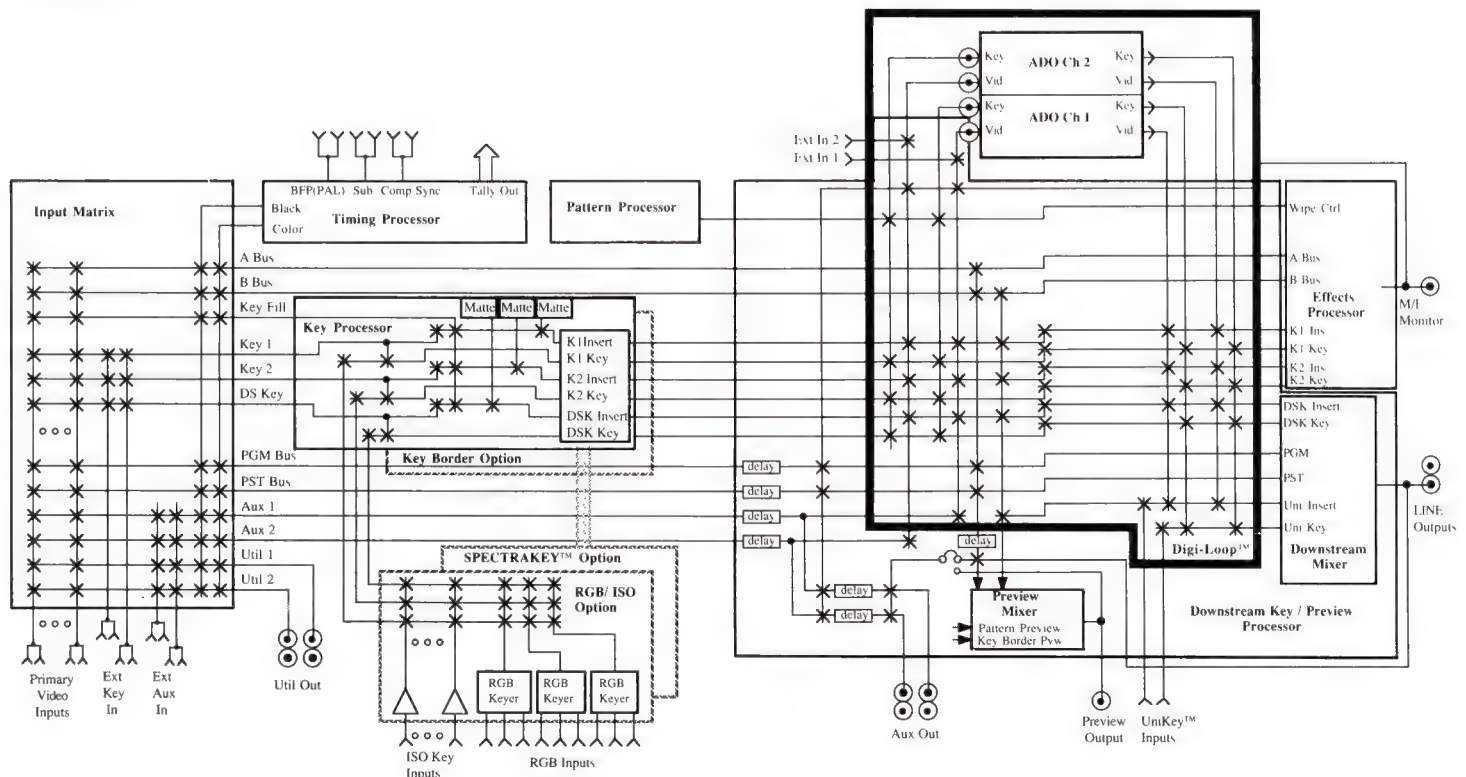 Key ADO Ch 2 Key
Vid Vid
Key ADO Ch 1 Key
Vid Vid
Ext In 2
Ext In 1
BFP(PAL) Sub Comp Sync Tally Out
Input Matrix
Black
Color
Timing Processor
Pattern Processor
Wipe Ctrl
A Bus
B Bus
Key Fill
Key 1
Key 2
DS Key
Matte Matte Matte
Key Processor
K1Insert
K1 Key
K2 Insert
K2 Key
DSK Insert
DSK Key
Key Border Option
A Bus
B Bus
Effects
Processor
M/E
Monitor
K1 Ins
K1 Key
K2 Ins
K2 Key
DSK Insert
DSK Key
PGM
PST
Uni Insert
Uni Key
LINE
Outputs
Downstream
Mixer
Digi-Loop™
PGM Bus
PST Bus
Aux 1
Aux 2
Util 1
Util 2
delay
delay
delay
delay
delay
delay
delay
SPECTRAKEY™ Option
RGB/ ISO
Option
RGB
Keyer
RGB
Keyer
RGB
Keyer
Preview
Mixer
Pattern Preview
Key Border Pvw
Downstream Key / Preview
Processor
Primary
Video
Inputs
Ext
Key
In
Ext
Aux
In
Util Out
ISO Key
Inputs
RGB Inputs
Aux Out
Preview
Output
UniKey™
Inputs